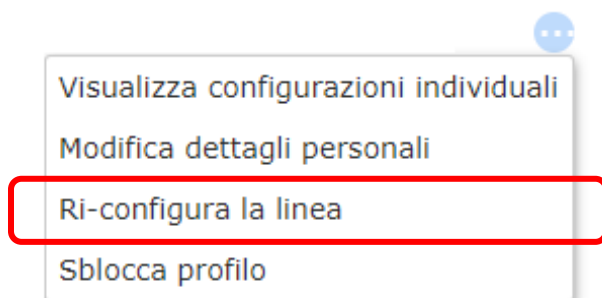 Visualizza configurazioni individuali
Modifica dettagli personali
Ri-configura la linea
Sblocca profilo